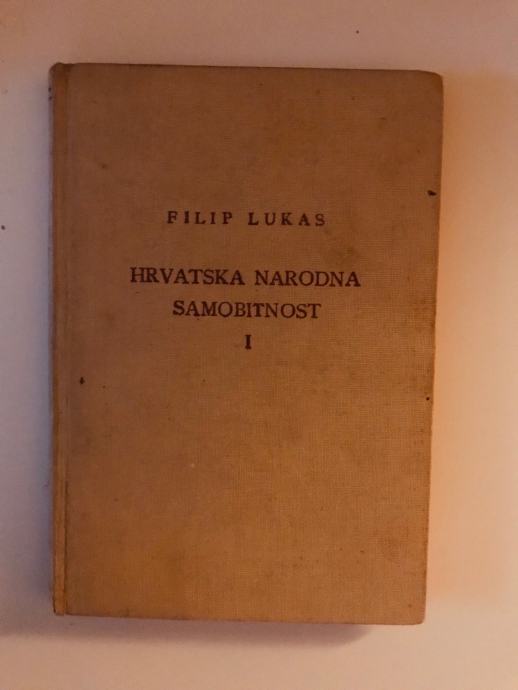 FILIP LUKAS
HRVATSKA NARODNA
SAMOBITNOST
I